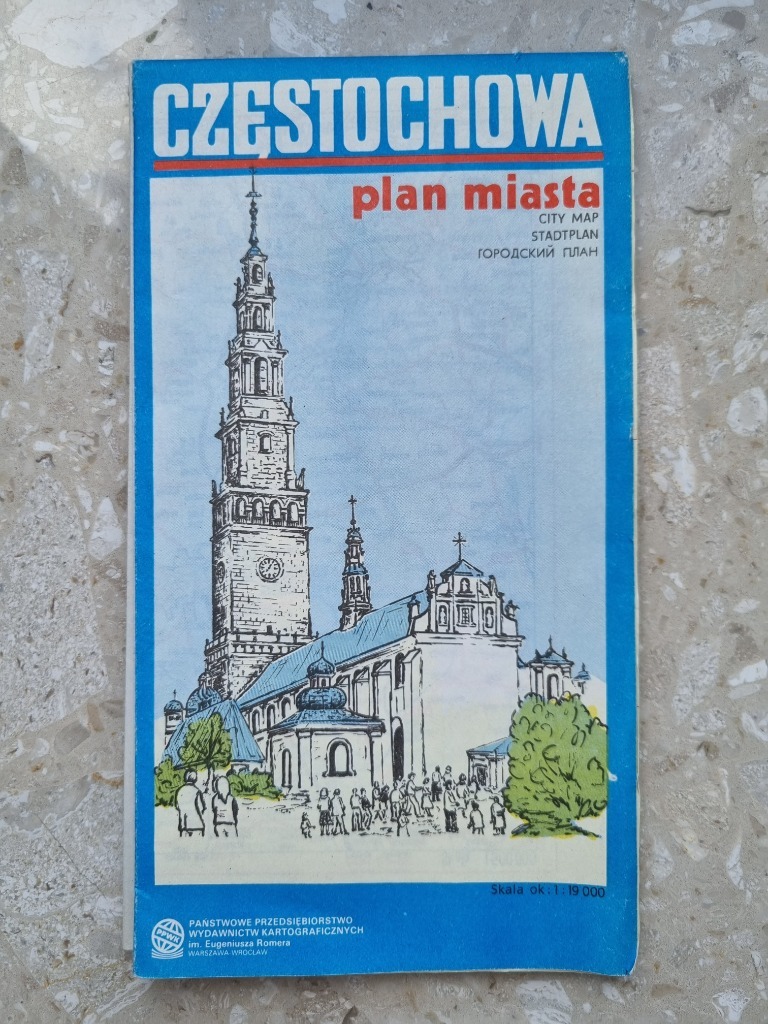 CZĘSTOCHOWA
plan miasta
CITY MAP
STADTPLAN
ГОРОДСКИЙ ПЛАН
Skala ok: 1:19 000
PPWK
PAŃSTWOWE PRZEDSIĘBIORSTWO
WYDAWNICTW KARTOGRAFICZNYCH
im. Eugeniusza Romera
WARSZAWA-WROCŁAW